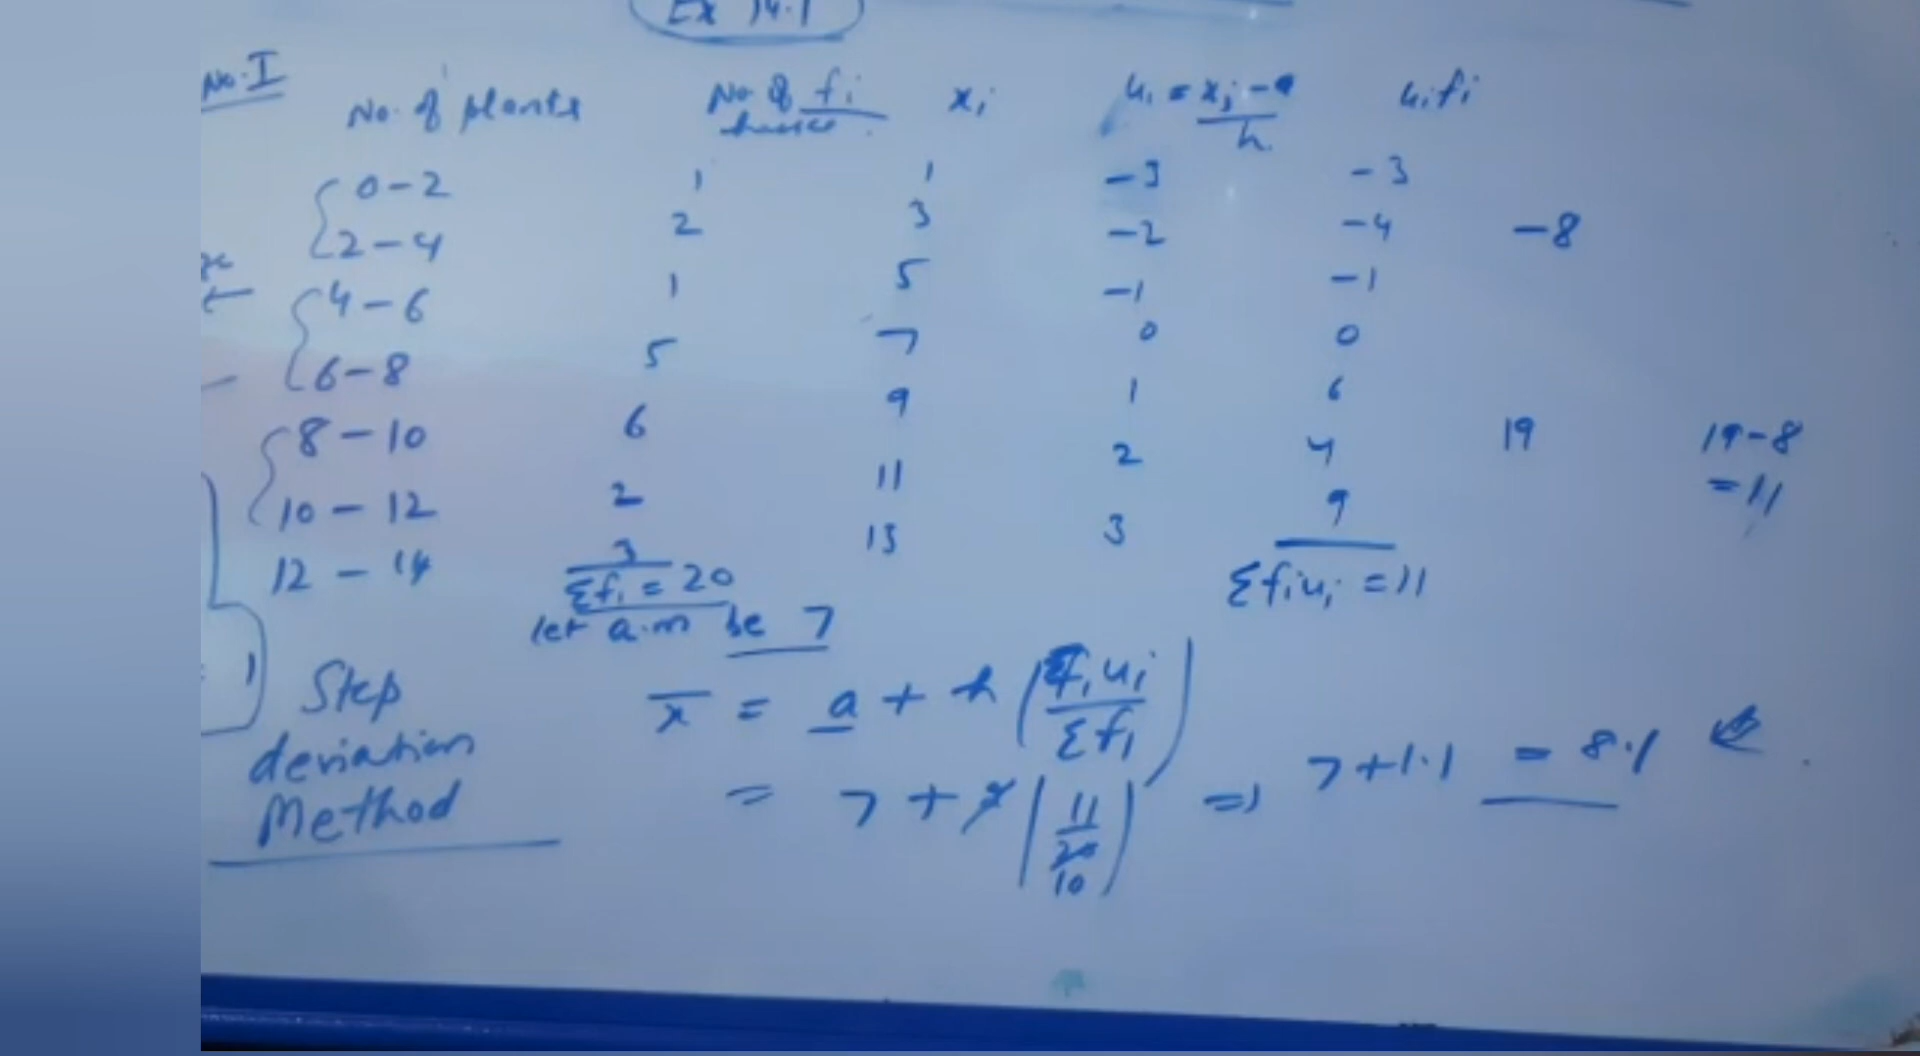 Ex 14.1
No. I
No. of plants No. of fi xi ui = xi - a / h uifi
0-2 1 1 -3 -3
2-4 2 3 -2 -4 -8
4-6 1 5 -1 -1
6-8 5 7 0 0
8-10 6 9 1 6 19 19-8
10-12 2 11 2 4 =11
12-14 3 13 3 9
Σfi = 20 Σfiui = 11
let a.m be 7
Step x̄ = a + h (Σfiui / Σfi)
deviation = 7 + 2 (11 / 20 10) => 7+1.1 = 8.1
Method